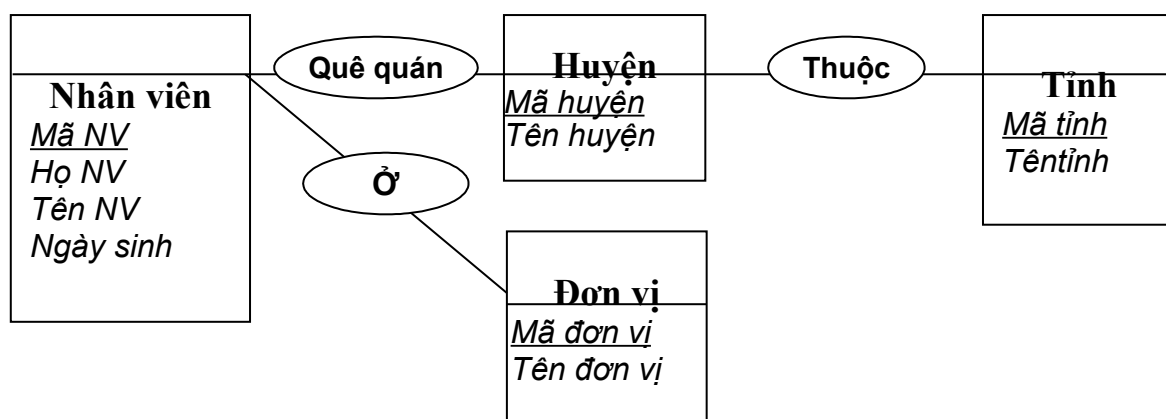 Quê quán
Huyện
Thuộc
Tỉnh
Nhân viên
Mã NV
Họ NV
Tên NV
Ngày sinh
Mã huyện
Tên huyện
Mã tỉnh
Têntỉnh
Ở
Đơn vị
Mã đơn vị
Tên đơn vị